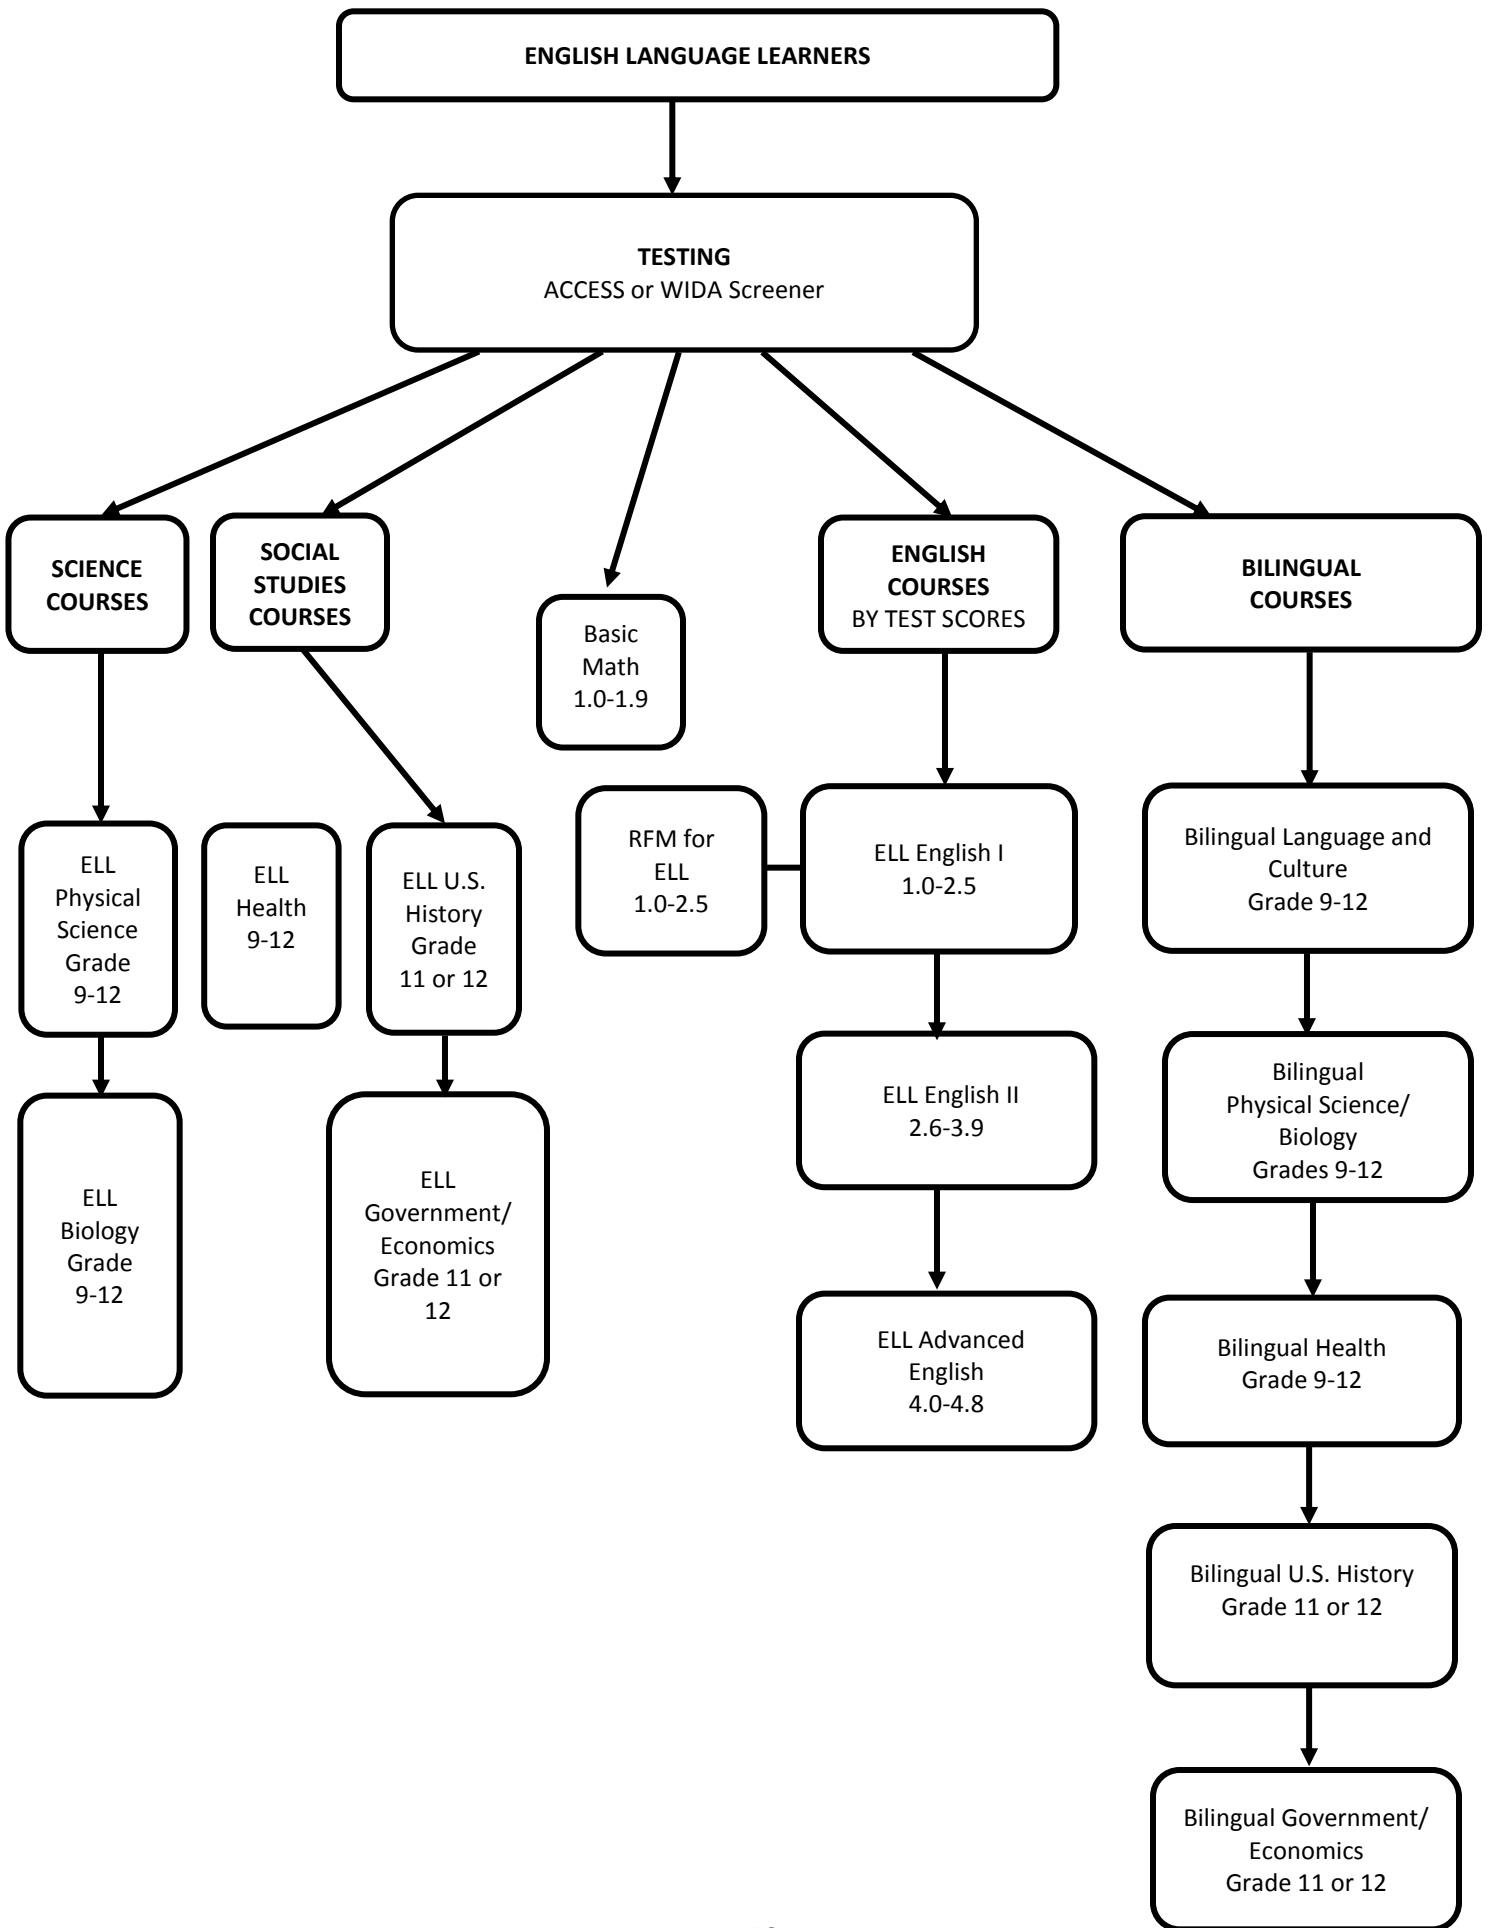 ENGLISH LANGUAGE LEARNERS
TESTING
ACCESS or WIDA Screener
SCIENCE
COURSES
SOCIAL
STUDIES
COURSES
Basic
Math
1.0-1.9
ENGLISH
COURSES
BY TEST SCORES
BILINGUAL
COURSES
ELL
Physical
Science
Grade
9-12
ELL
Health
9-12
ELL U.S.
History
Grade
11 or 12
RFM for
ELL
1.0-2.5
ELL English I
1.0-2.5
Bilingual Language and
Culture
Grade 9-12
ELL
Biology
Grade
9-12
ELL
Government/
Economics
Grade 11 or
12
ELL English II
2.6-3.9
Bilingual
Physical Science/
Biology
Grades 9-12
ELL Advanced
English
4.0-4.8
Bilingual Health
Grade 9-12
Bilingual U.S. History
Grade 11 or 12
Bilingual Government/
Economics
Grade 11 or 12